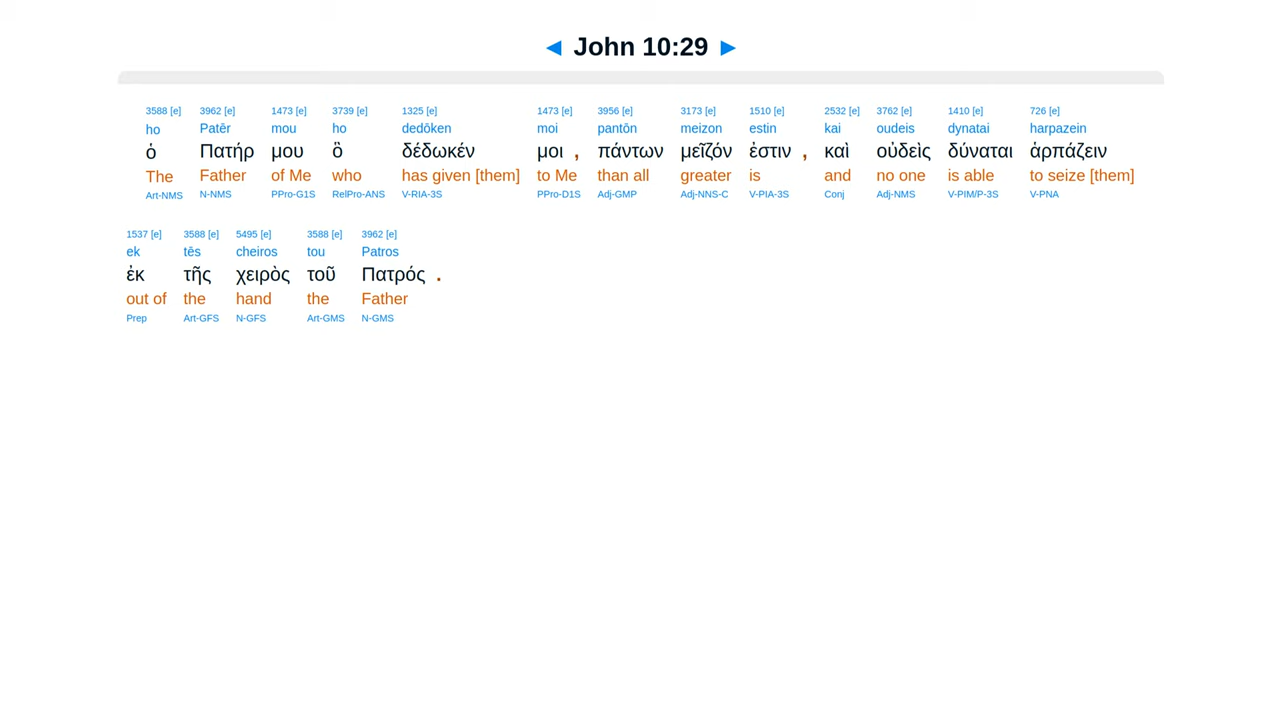 ◄ John 10:29 ►
3588 [e] 3962 [e] 1473 [e] 3739 [e] 1325 [e] 1473 [e] 3956 [e] 3173 [e] 1510 [e] 2532 [e] 3762 [e] 1410 [e] 726 [e]
ho Patēr mou ho dedōken moi pantōn meizon estin kai oudeis dynatai harpazein
ὁ Πατήρ μου ὃ δέδωκέν μοι , πάντων μεῖζόν ἐστιν , καὶ οὐδεὶς δύναται ἁρπάζειν
The Father of Me who has given [them] to Me than all greater is and no one is able to seize [them]
Art-NMS N-NMS PPro-G1S RelPro-ANS V-RIA-3S PPro-D1S Adj-GMP Adj-NNS-C V-PIA-3S Conj Adj-NMS V-PIM/P-3S V-PNA
1537 [e] 3588 [e] 5495 [e] 3588 [e] 3962 [e]
ek tēs cheiros tou Patros
ἐκ τῆς χειρὸς τοῦ Πατρός .
out of the hand the Father
Prep Art-GFS N-GFS Art-GMS N-GMS